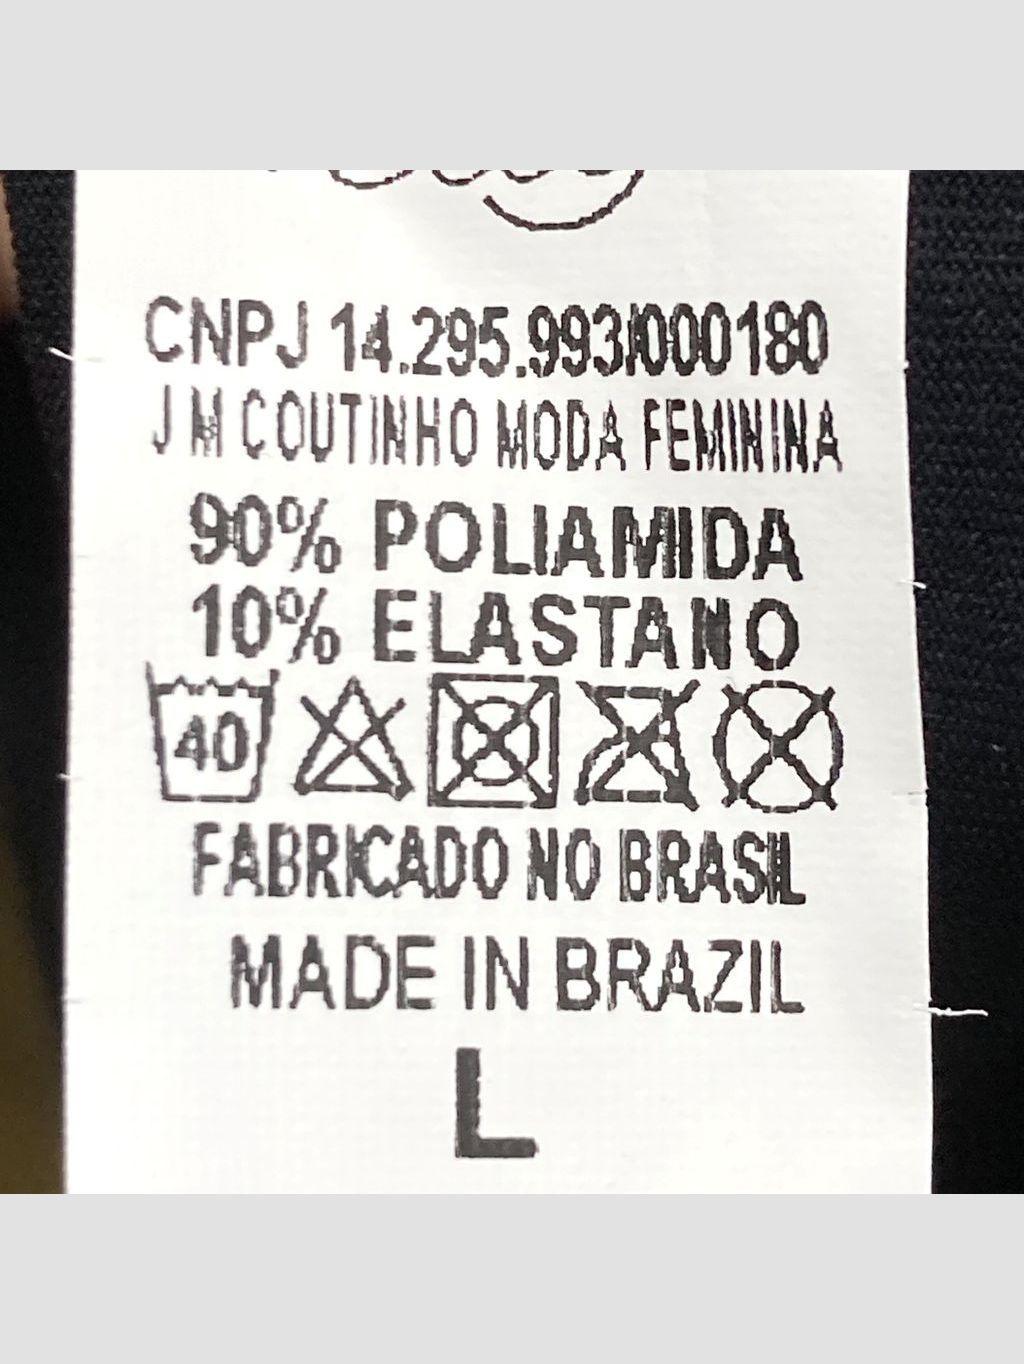 CNPJ 14.295.993/000180
J M COUTINHO MODA FEMININA
90% POLIAMIDA
10% ELASTANO
40
FABRICADO NO BRASIL
MADE IN BRAZIL
L